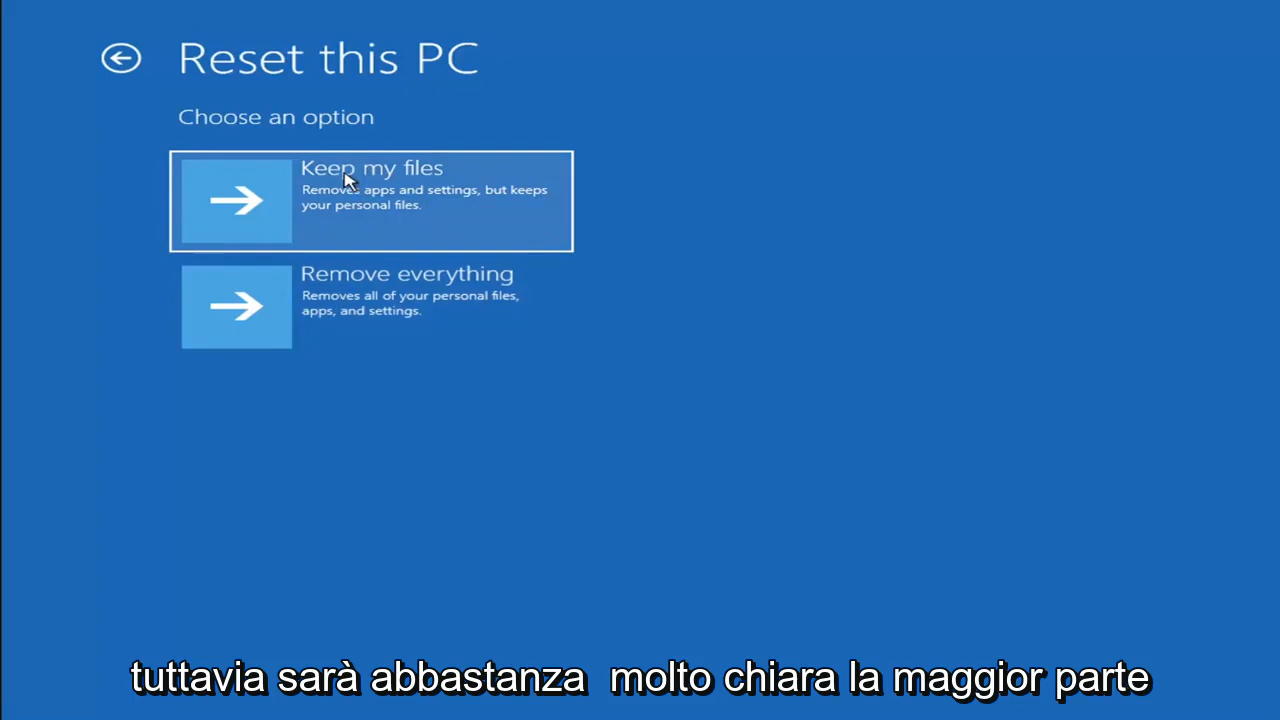 Reset this PC
Choose an option
Keep my files
Removes apps and settings, but keeps
your personal files.
Remove everything
Removes all of your personal files,
apps, and settings.
tuttavia sarà abbastanza  molto chiara la maggior parte